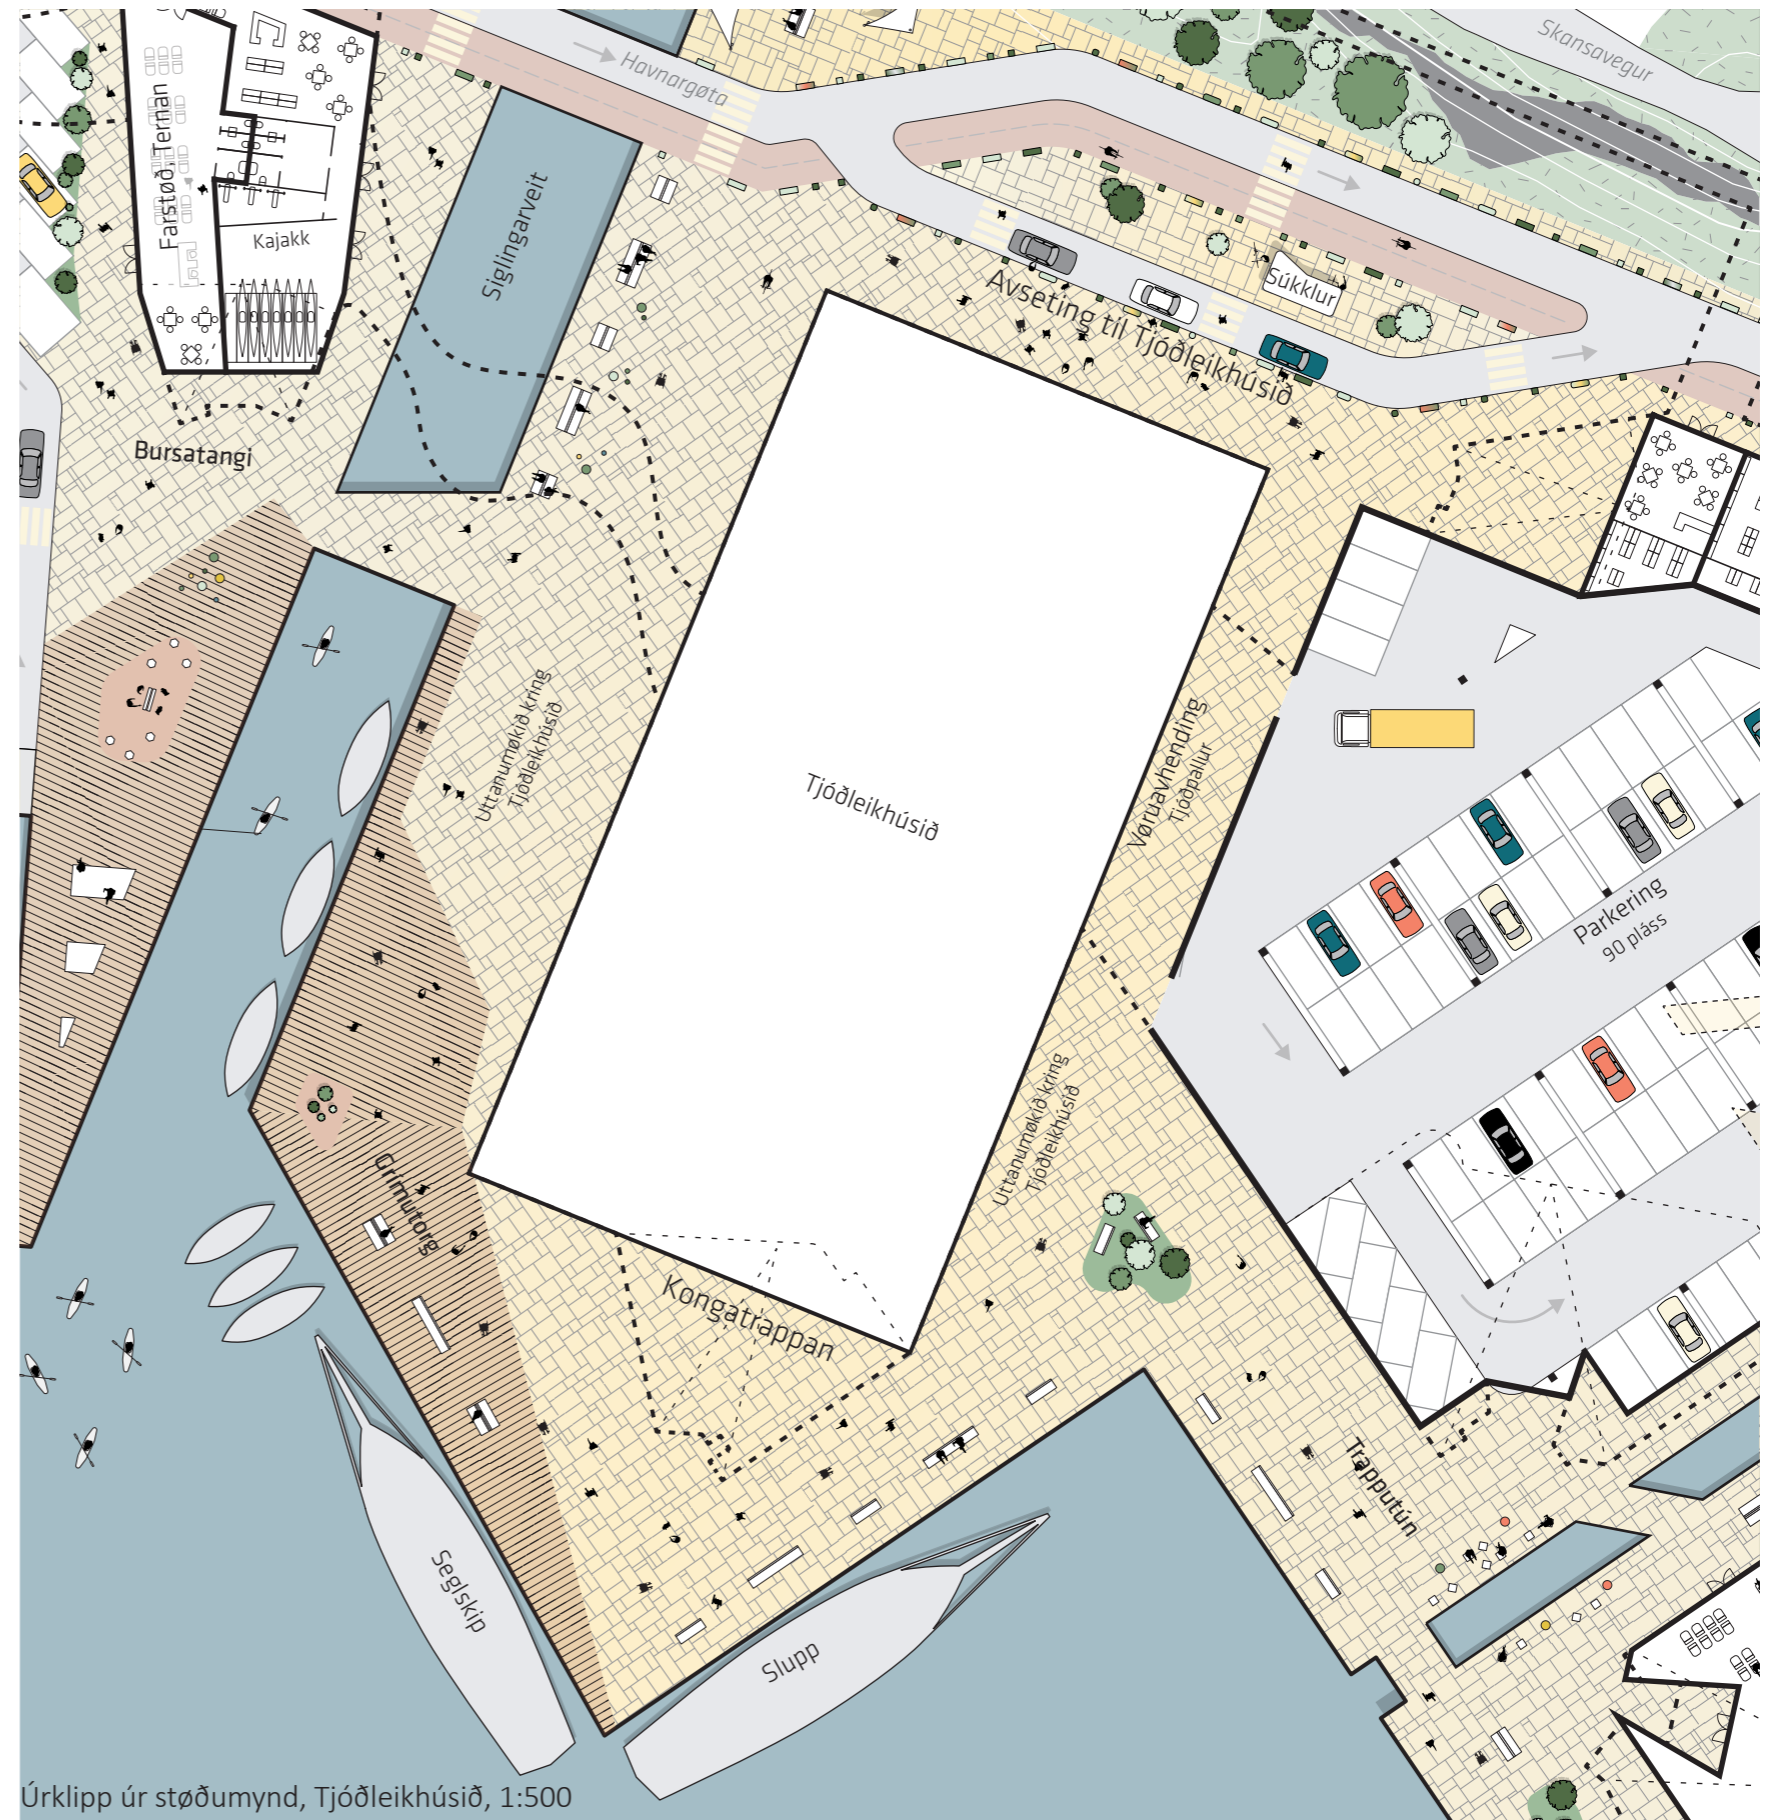 Skansavegur
Havnargøta
Farstøð, Ternan
Kajakk
Siglingarveit
Súkklur
Avseting til Tjóðleikhúsið
Bursatangi
Uttanumøkið kring
Tjóðleikhúsið
Tjóðleikhúsið
Vøruavhending
Tjóðpallur
Parkering
90 pláss
Uttanumøkið kring
Tjóðleikhúsið
Grímutorg
Kongatrappan
Trapputún
Seglskip
Slupp
Úrklipp úr støðumynd, Tjóðleikhúsið, 1:500